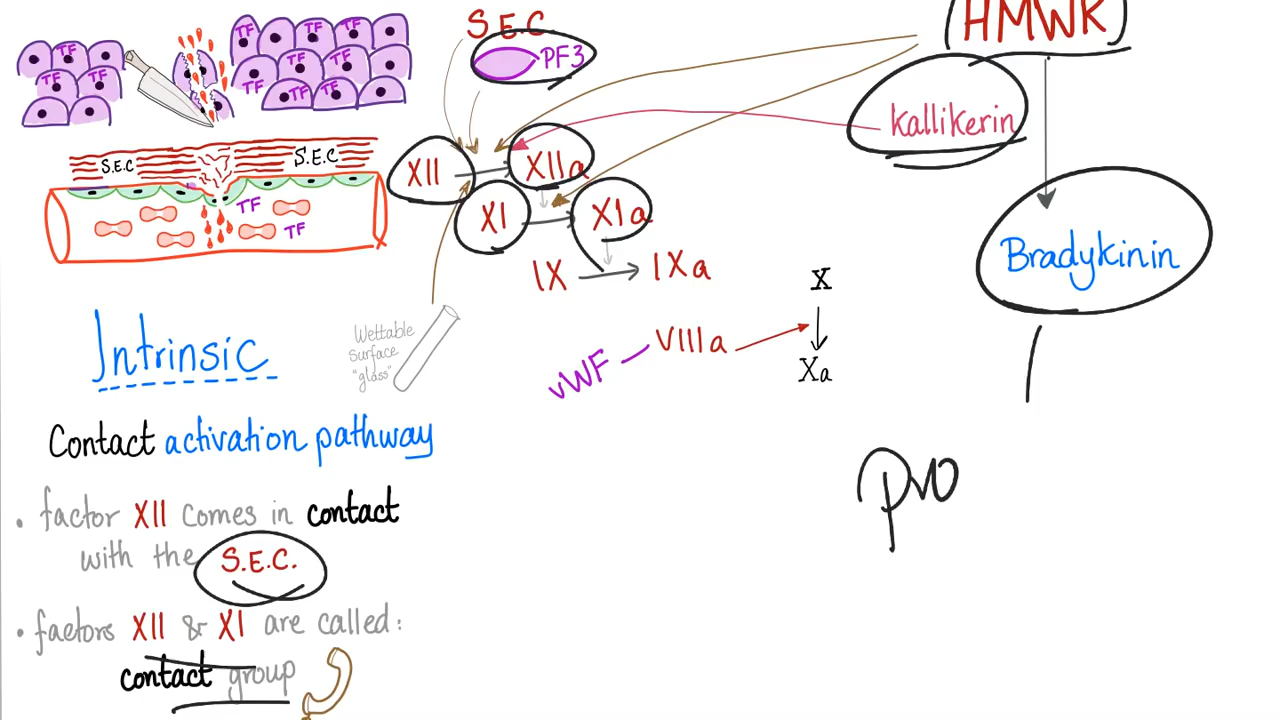 TF TF TF TF TF
TF TF TF TF TF TF
S.E.C S.E.C
TF
TF
S.E.C
PF3
HMWK
Kallikerin
XII XIIa
XI XIa
IX IXa
Bradykinin
X
vWF VIIIa
Xa
Wettable
Surface
"glass"
Intrinsic
Contact activation pathway
• factor XII comes in contact
with the S.E.C.
• factors XII & XI are called:
contact group
pro